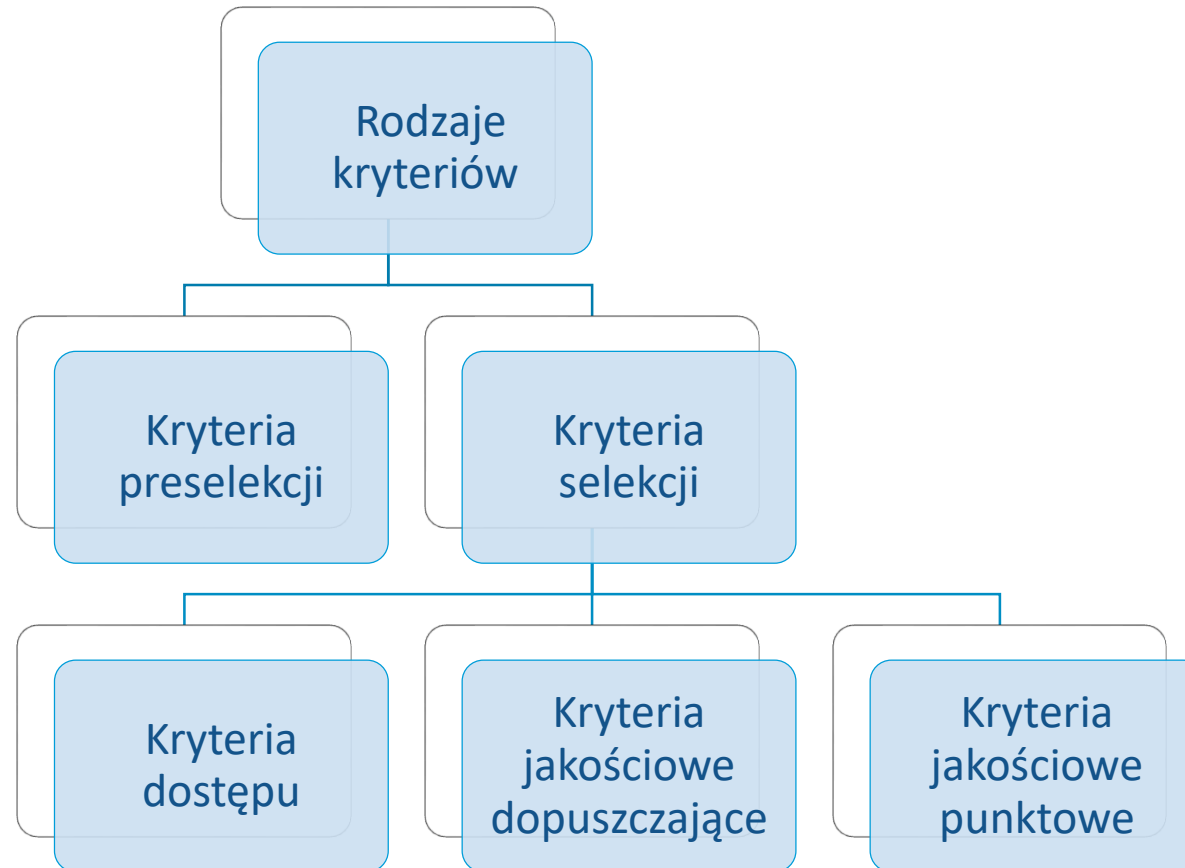 Rodzaje
kryteriów
Kryteria
preselekcji
Kryteria
selekcji
Kryteria
dostępu
Kryteria
jakościowe
dopuszczające
Kryteria
jakościowe
punktowe